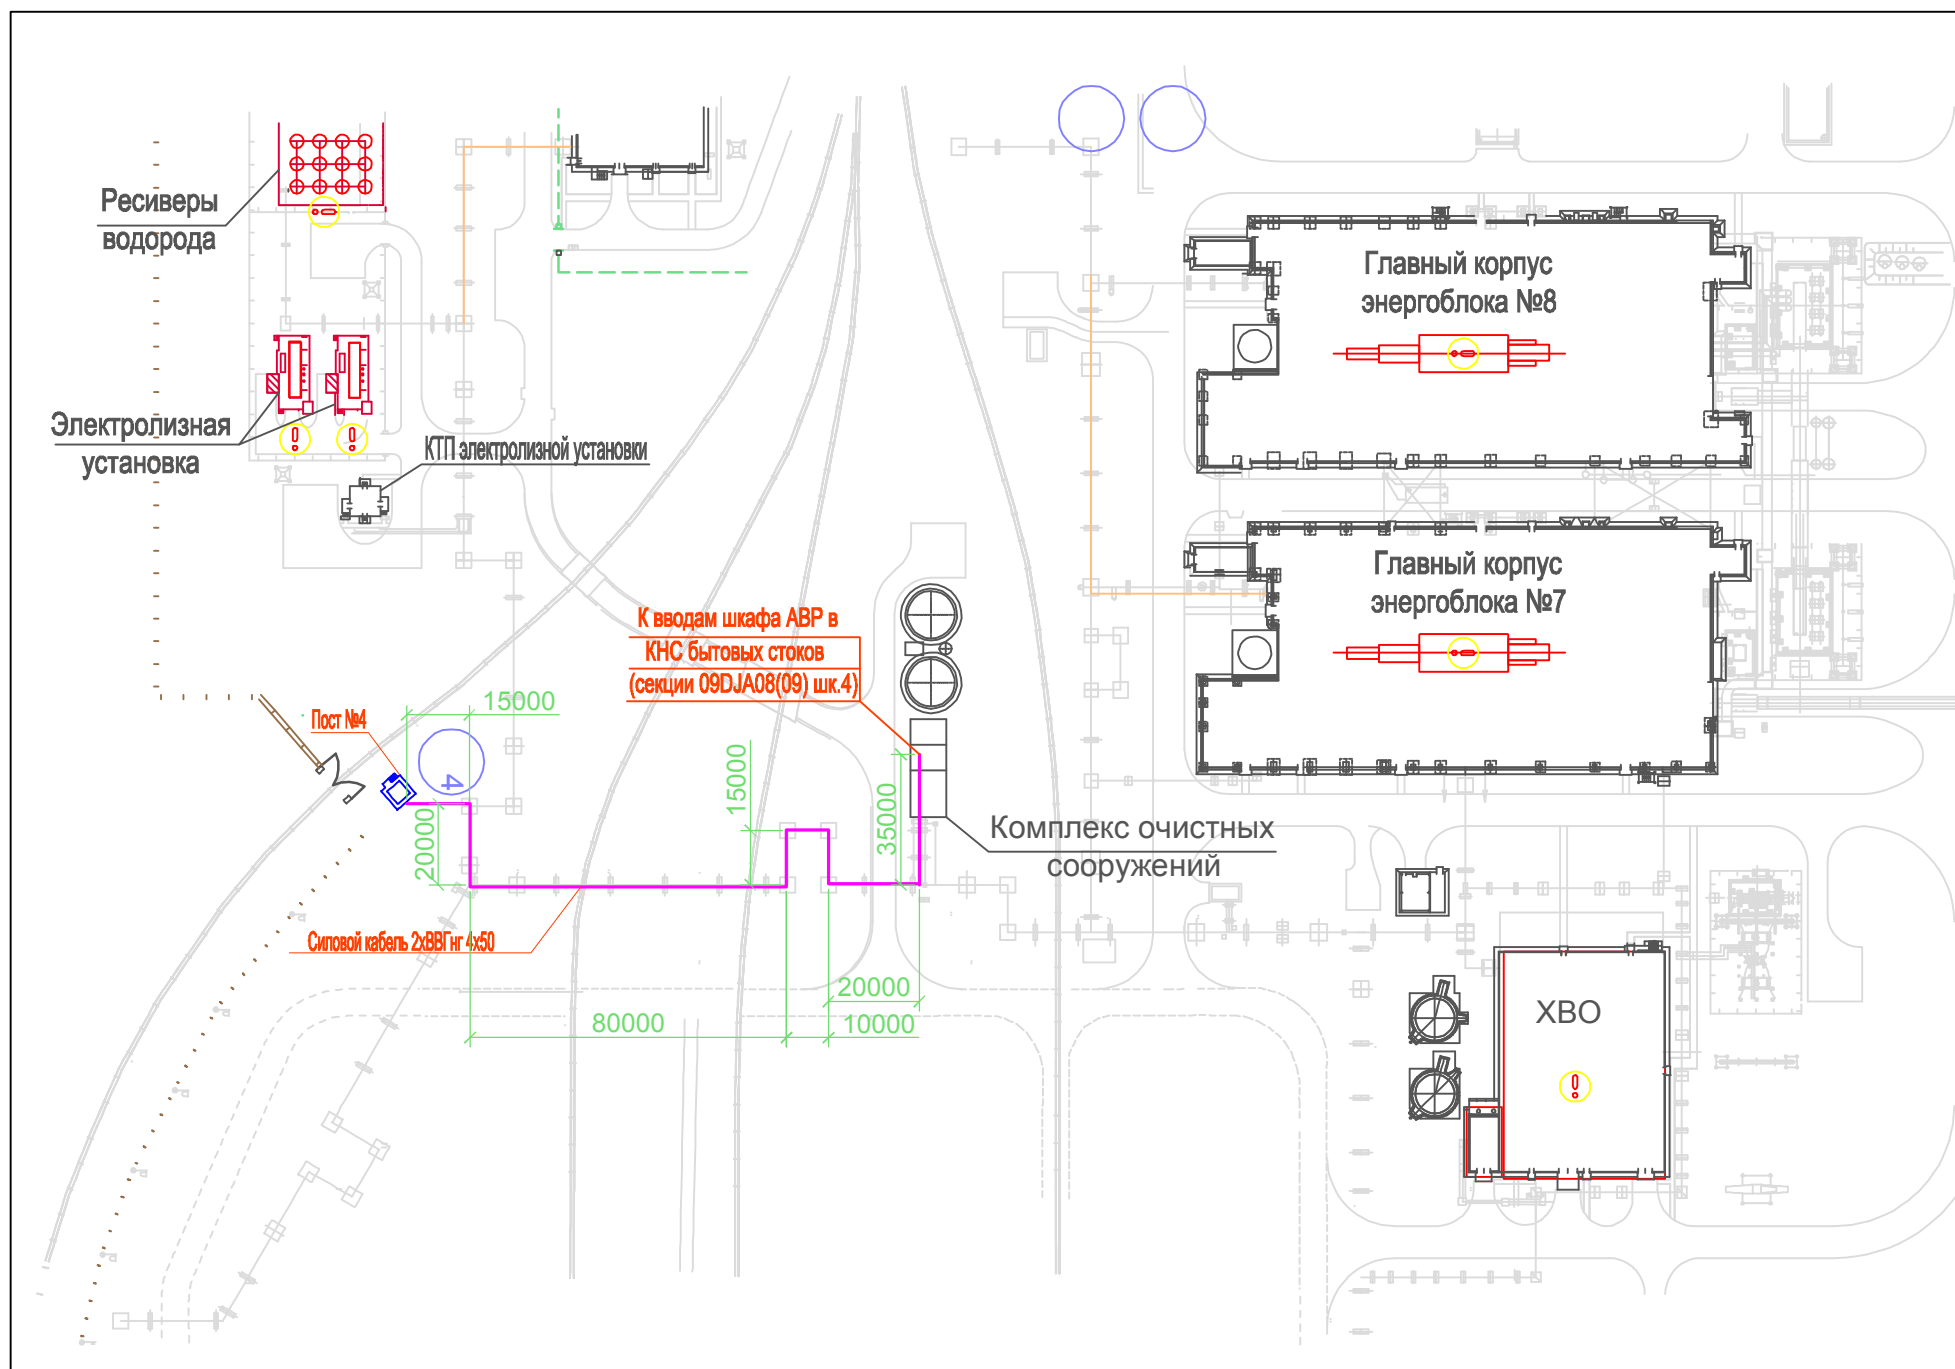 Ресиверы
водорода
Главный корпус
энергоблока №8
Электролизная
установка
КТП электролизной установки
Главный корпус
энергоблока №7
К вводам шкафа АВР в
КНС бытовых стоков
(секции 09DJA08(09) шк.4)
15000
Пост №4
4
15000
35000
20000
Комплекс очистных
сооружений
Силовой кабель 2хВВГнг 4х50
20000
80000
10000
ХВО